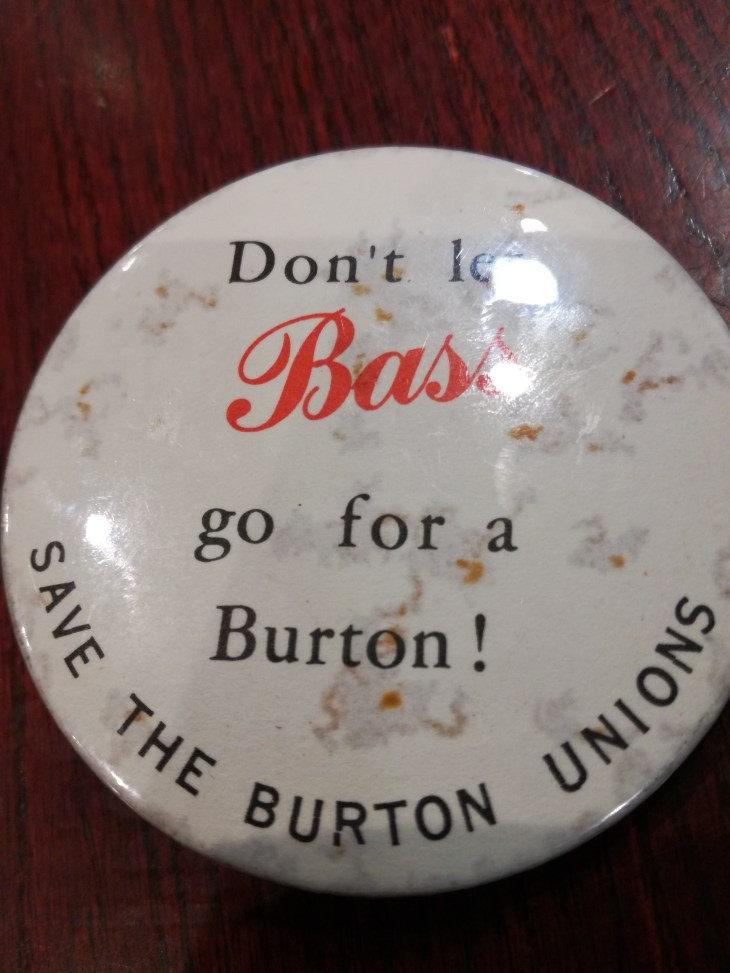 Don't let
Bass
go for a
Burton!
SAVE THE BURTON UNIONS